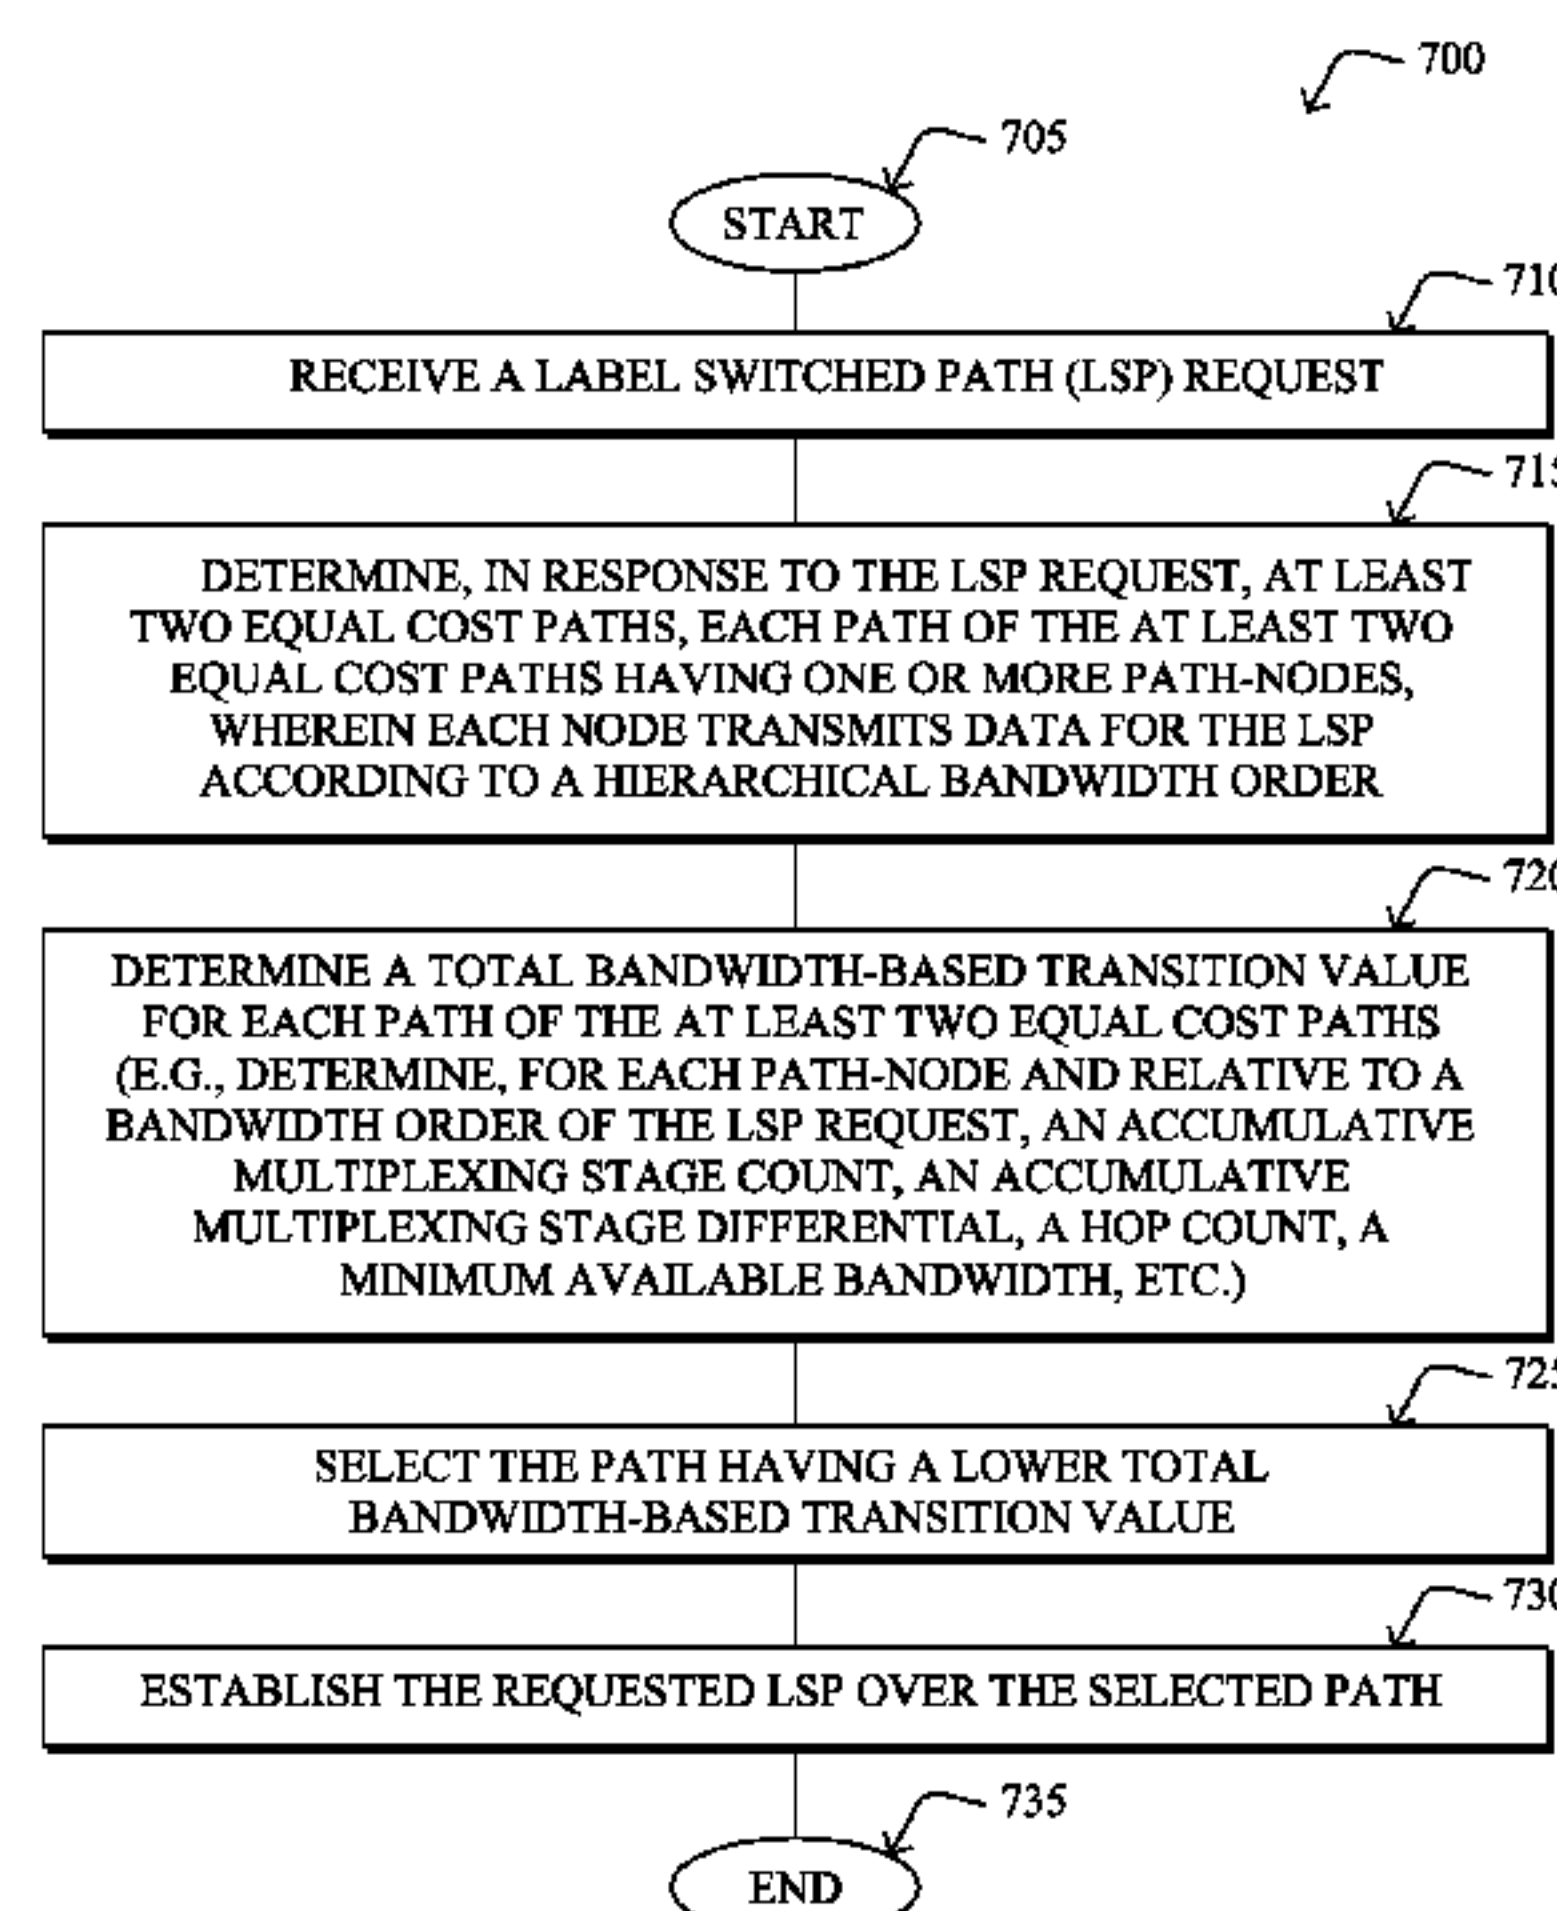 700
705
START
710
RECEIVE A LABEL SWITCHED PATH (LSP) REQUEST
715
DETERMINE, IN RESPONSE TO THE LSP REQUEST, AT LEAST
TWO EQUAL COST PATHS, EACH PATH OF THE AT LEAST TWO
EQUAL COST PATHS HAVING ONE OR MORE PATH-NODES,
WHEREIN EACH NODE TRANSMITS DATA FOR THE LSP
ACCORDING TO A HIERARCHICAL BANDWIDTH ORDER
720
DETERMINE A TOTAL BANDWIDTH-BASED TRANSITION VALUE
FOR EACH PATH OF THE AT LEAST TWO EQUAL COST PATHS
(E.G., DETERMINE, FOR EACH PATH-NODE AND RELATIVE TO A
BANDWIDTH ORDER OF THE LSP REQUEST, AN ACCUMULATIVE
MULTIPLEXING STAGE COUNT, AN ACCUMULATIVE
MULTIPLEXING STAGE DIFFERENTIAL, A HOP COUNT, A
MINIMUM AVAILABLE BANDWIDTH, ETC.)
725
SELECT THE PATH HAVING A LOWER TOTAL
BANDWIDTH-BASED TRANSITION VALUE
730
ESTABLISH THE REQUESTED LSP OVER THE SELECTED PATH
735
END